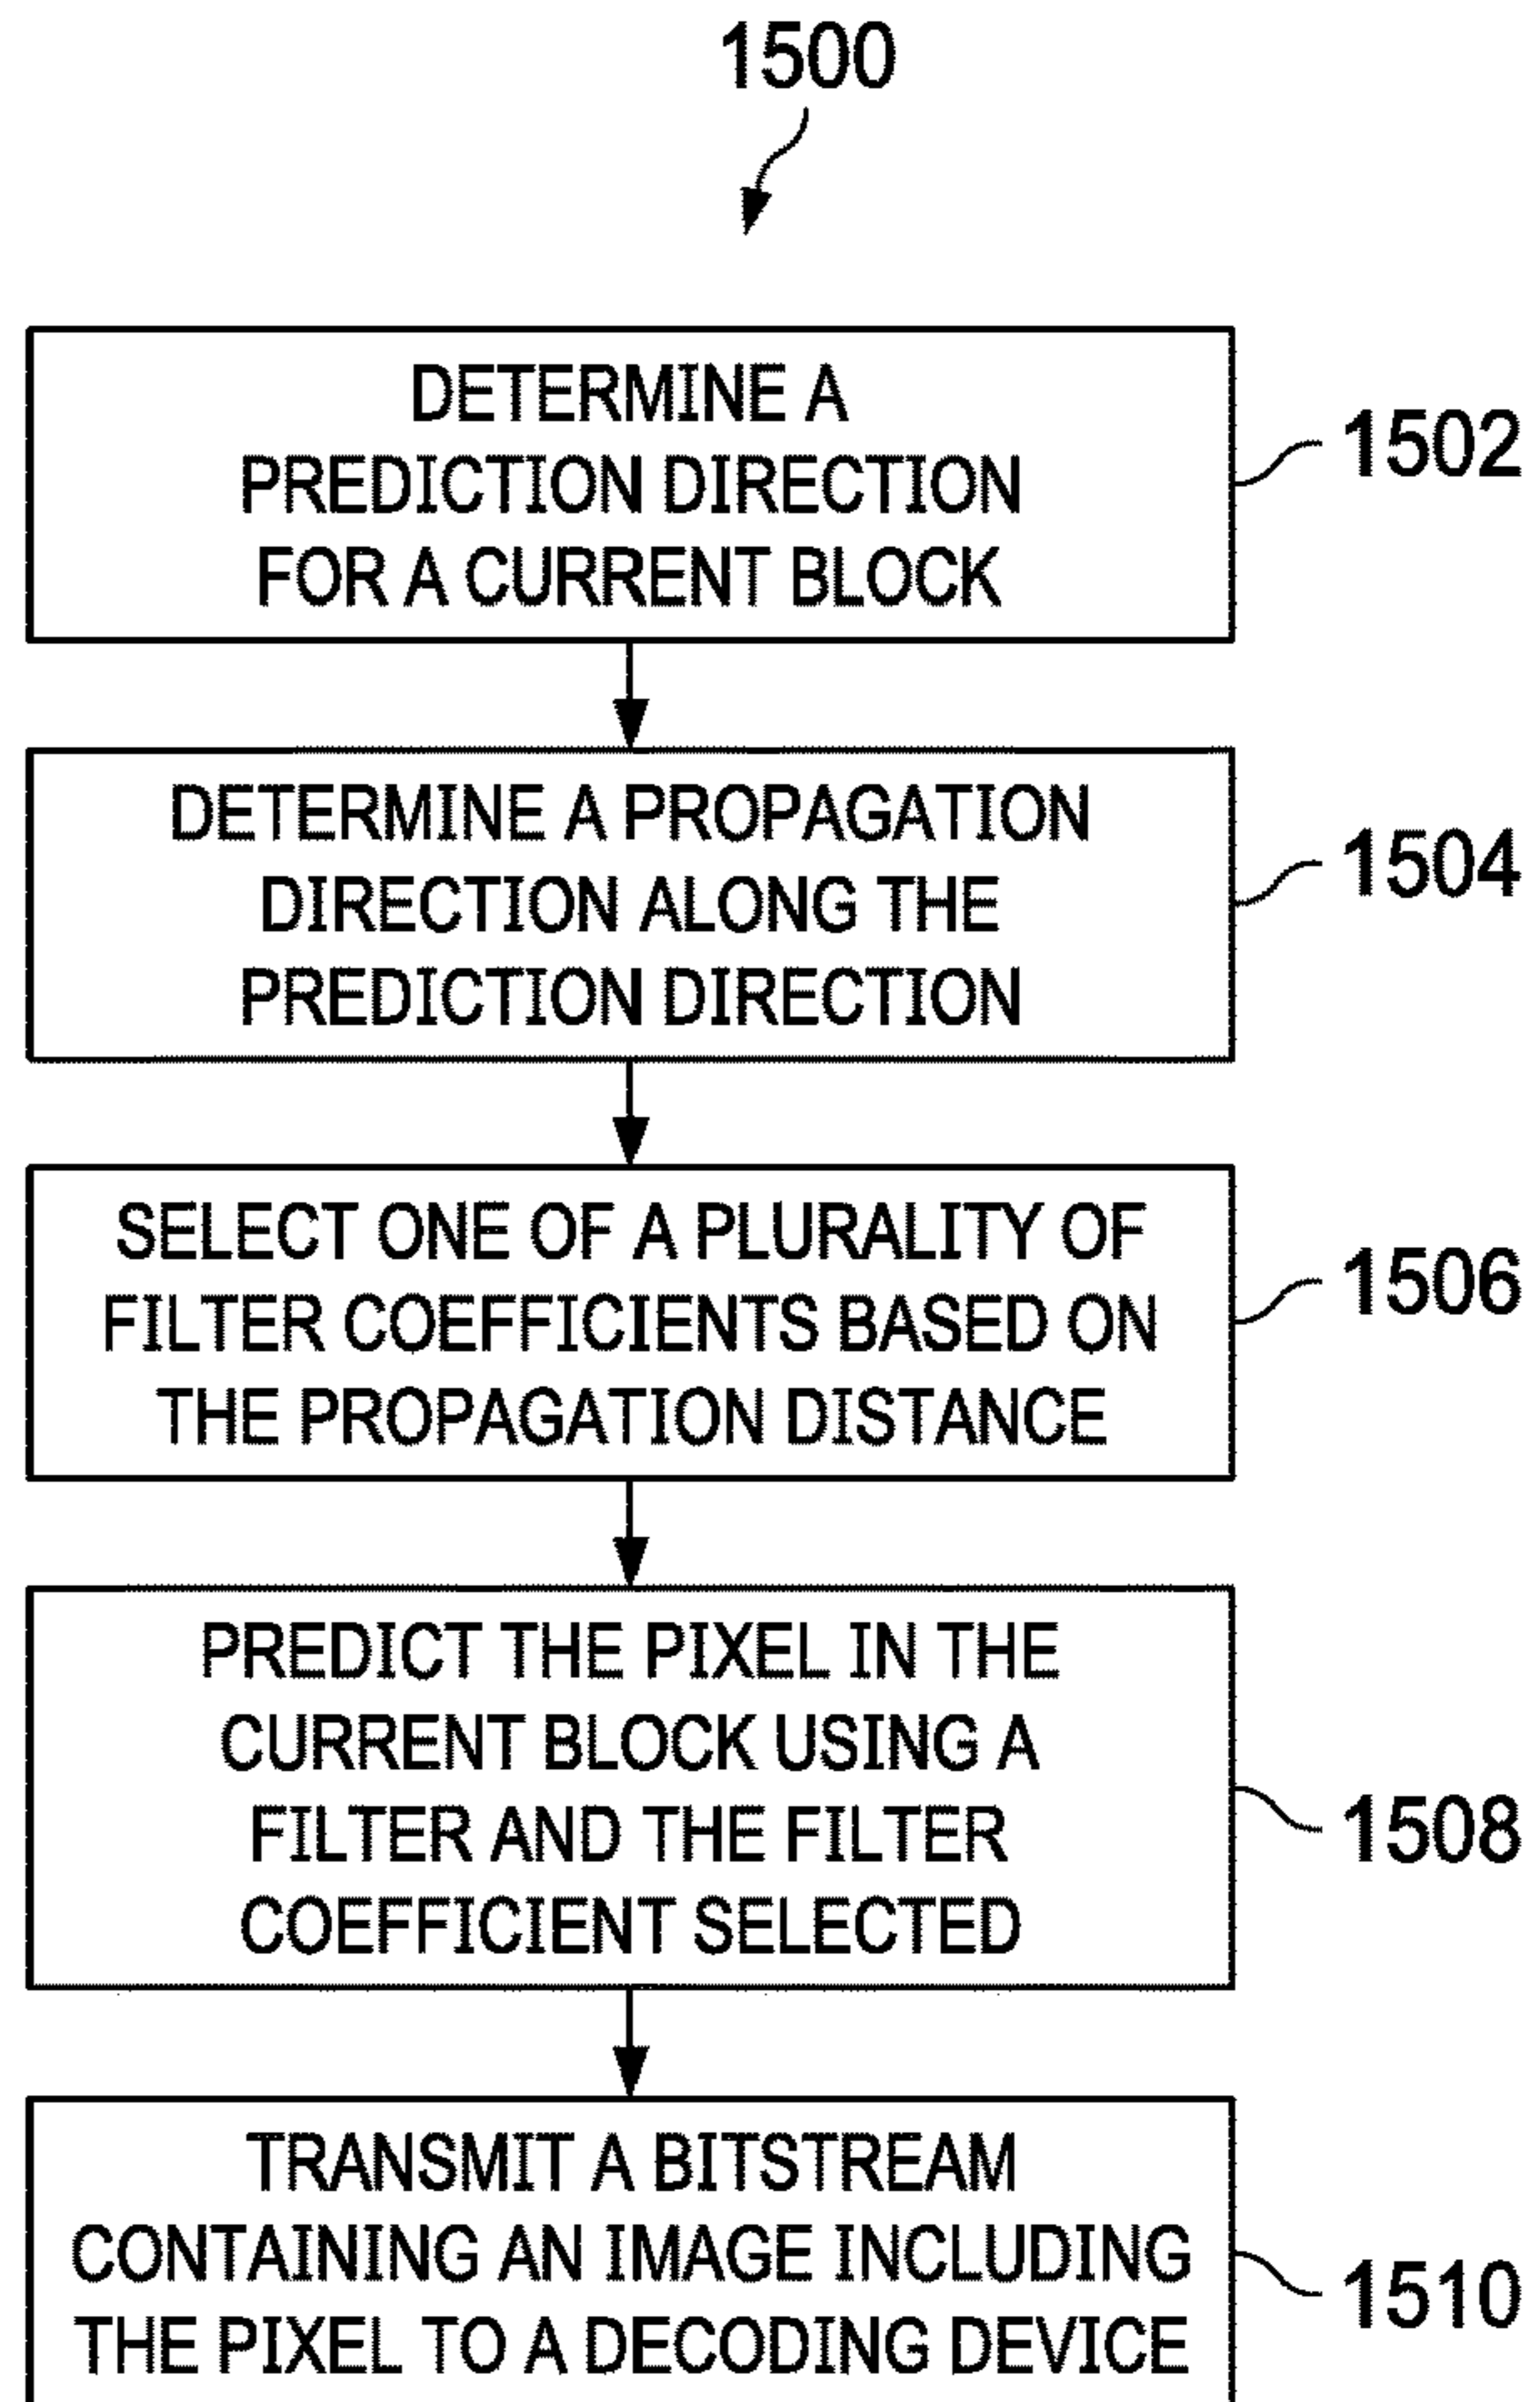 1500
DETERMINE A
PREDICTION DIRECTION
FOR A CURRENT BLOCK
1502
DETERMINE A PROPAGATION
DIRECTION ALONG THE
PREDICTION DIRECTION
1504
SELECT ONE OF A PLURALITY OF
FILTER COEFFICIENTS BASED ON
THE PROPAGATION DISTANCE
1506
PREDICT THE PIXEL IN THE
CURRENT BLOCK USING A
FILTER AND THE FILTER
COEFFICIENT SELECTED
1508
TRANSMIT A BITSTREAM
CONTAINING AN IMAGE INCLUDING
THE PIXEL TO A DECODING DEVICE
1510